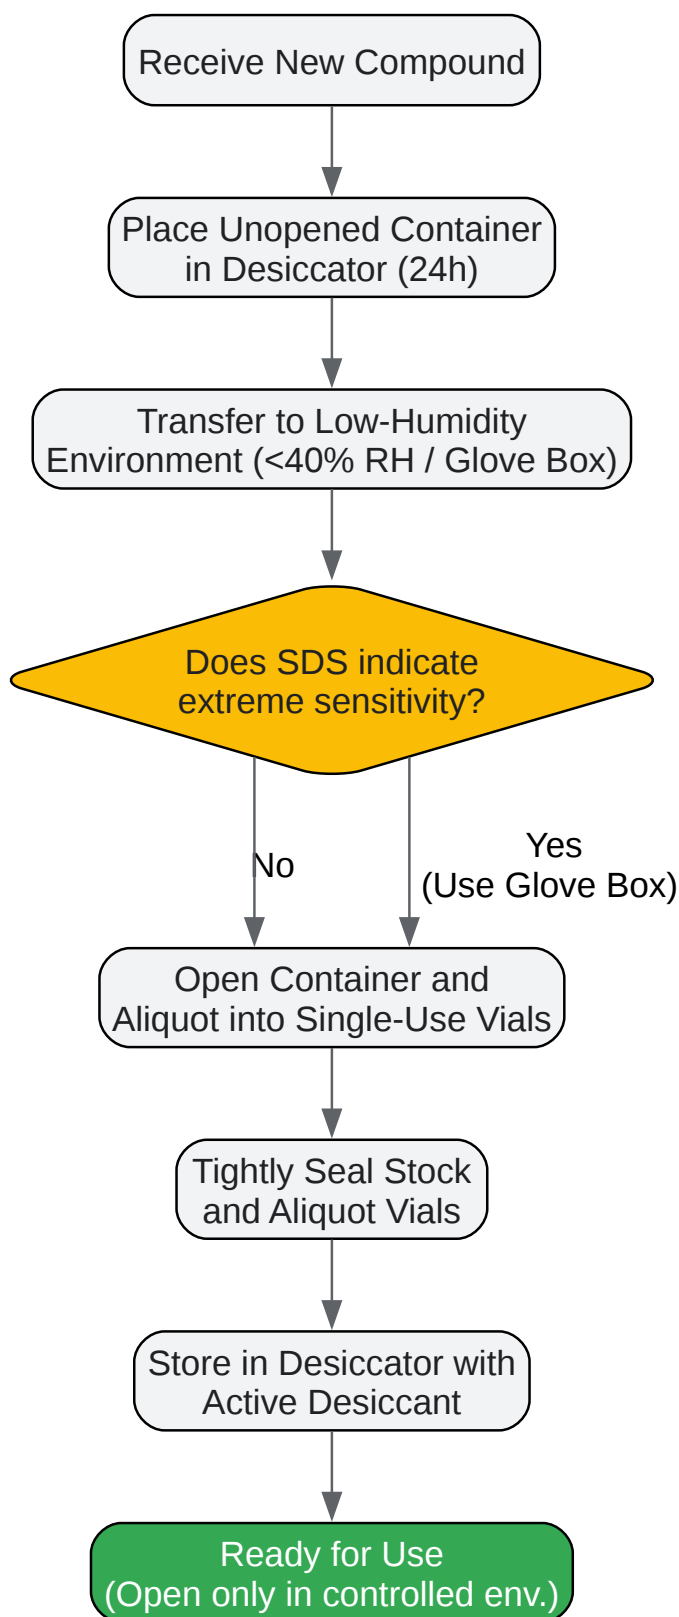 Receive New Compound
Place Unopened Container
in Desiccator (24h)
Transfer to Low-Humidity
Environment (<40% RH / Glove Box)
Does SDS indicate
extreme sensitivity?
No
Yes
(Use Glove Box)
Open Container and
Aliquot into Single-Use Vials
Tightly Seal Stock
and Aliquot Vials
Store in Desiccator with
Active Desiccant
Ready for Use
(Open only in controlled env.)